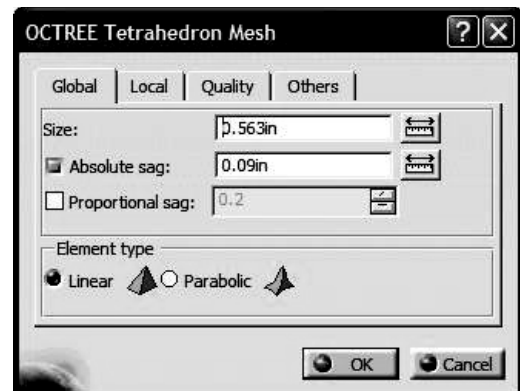 OCTREE Tetrahedron Mesh
Global Local Quality Others
Size: 0.563in
Absolute sag: 0.09in
Proportional sag: 0.2
Element type
Linear Parabolic
OK Cancel